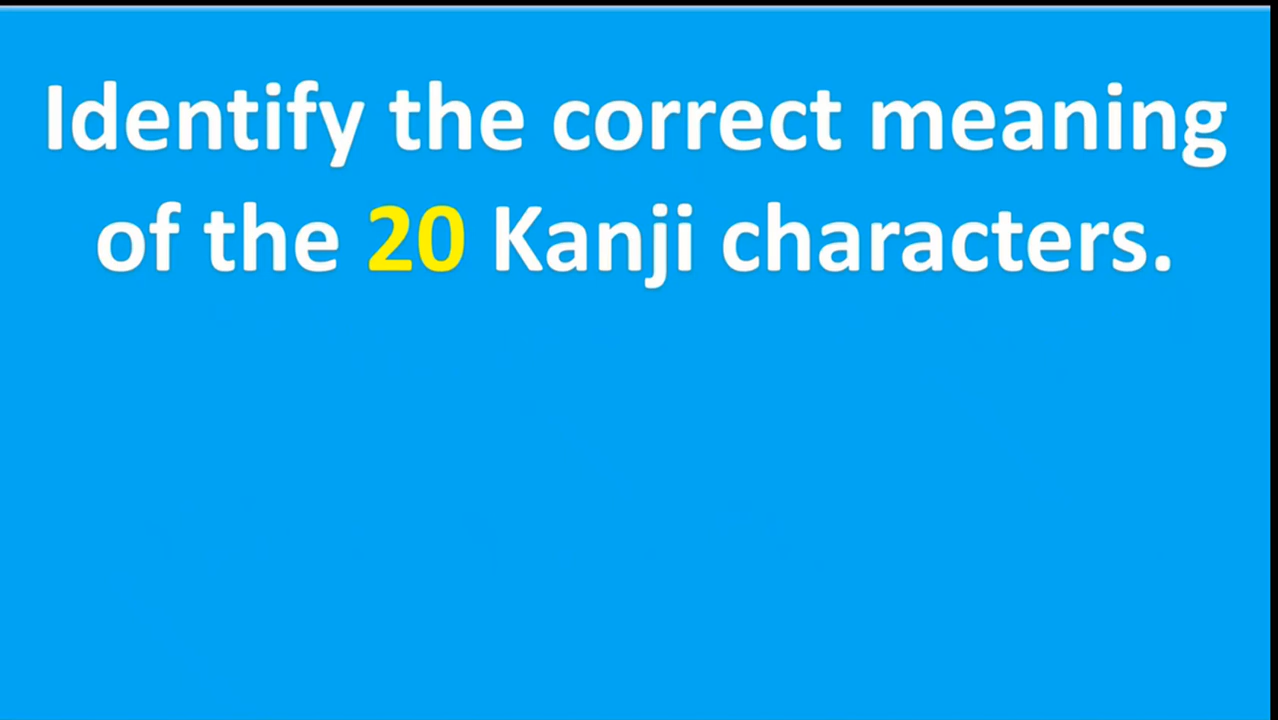 Identify the correct meaning
of the 20 Kanji characters.